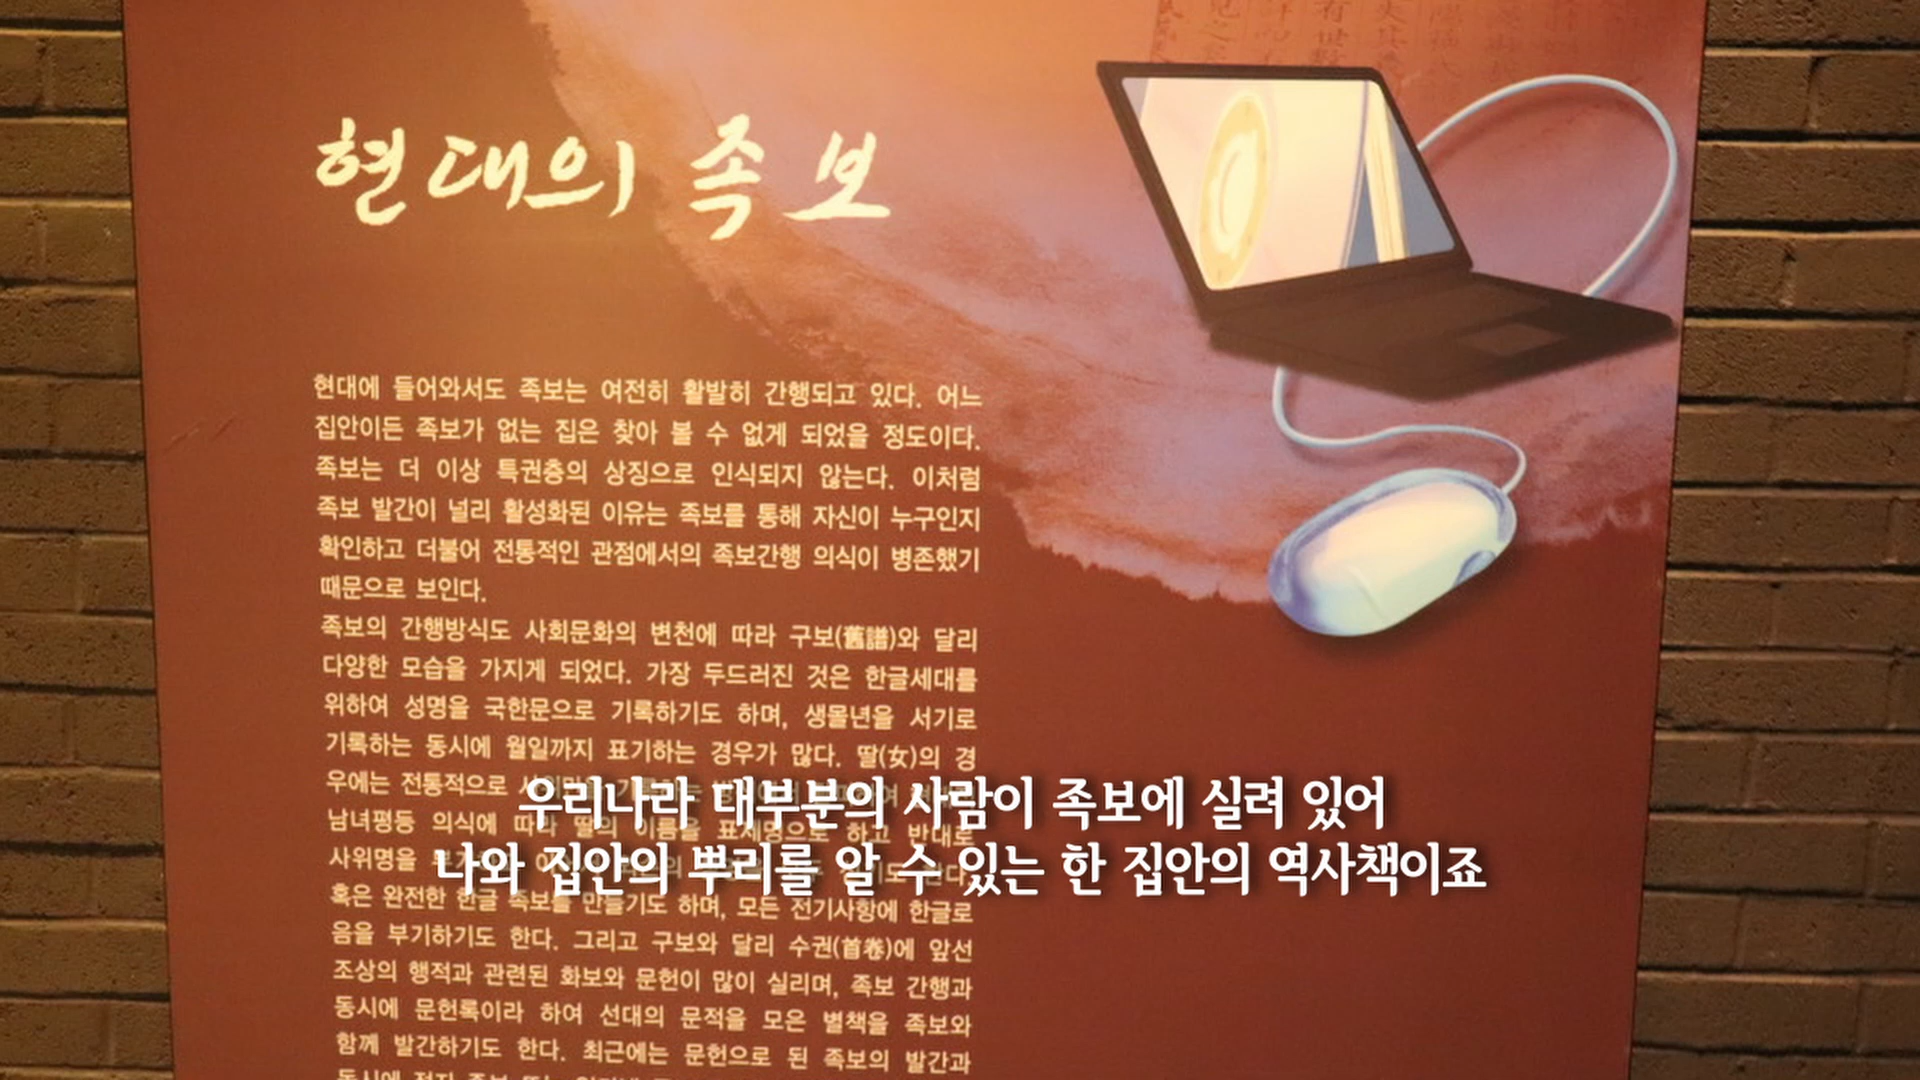 현대의 족보
현대에 들어와서도 족보는 여전히 활발히 간행되고 있다. 어느
집안이든 족보가 없는 집은 찾아 볼 수 없게 되었을 정도이다.
족보는 더 이상 특권층의 상징으로 인식되지 않는다. 이처럼
족보 발간이 널리 활성화된 이유는 족보를 통해 자신이 누구인지
확인하고 더불어 전통적인 관점에서의 족보간행 의식이 병존했기
때문으로 보인다.
족보의 간행방식도 사회문화의 변천에 따라 구보(舊譜)와 달리
다양한 모습을 가지게 되었다. 가장 두드러진 것은 한글세대를
위하여 성명을 국한문으로 기록하기도 하며, 생몰년을 서기로
기록하는 동시에 월일까지 표기하는 경우가 많다. 딸(女)의 경
우에는 전통적으로
남녀평등 의식에 따라 딸의 이름을 표제명으로 하고 반대로
사위명을
혹은 완전한 한글 족보를 만들기도 하며, 모든 전기사항에 한글로
음을 부기하기도 한다. 그리고 구보와 달리 수권(首卷)에 앞선
조상의 행적과 관련된 화보와 문헌이 많이 실리며, 족보 간행과
동시에 문헌록이라 하여 선대의 문적을 모은 별책을 족보와
함께 발간하기도 한다. 최근에는 문헌으로 된 족보의 발간과
우리나라 대부분의 사람이 족보에 실려 있어
나와 집안의 뿌리를 알 수 있는 한 집안의 역사책이죠